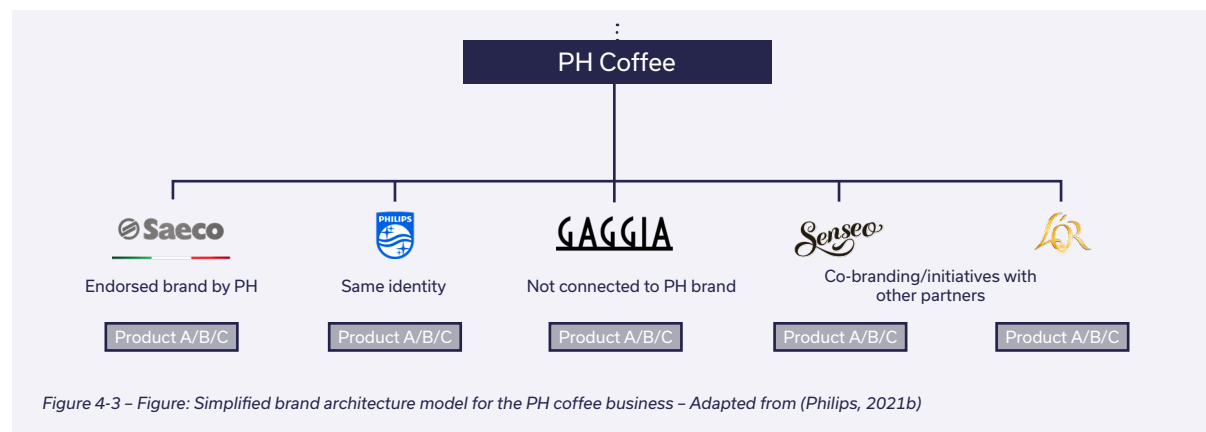 PH Coffee
Saeco
PHILIPS
GAGGIA
Senseo
L'OR
Endorsed brand by PH
Same identity
Not connected to PH brand
Co-branding/initiatives with
other partners
Product A/B/C
Product A/B/C
Product A/B/C
Product A/B/C
Product A/B/C
Figure 4-3 – Figure: Simplified brand architecture model for the PH coffee business – Adapted from (Philips, 2021b)